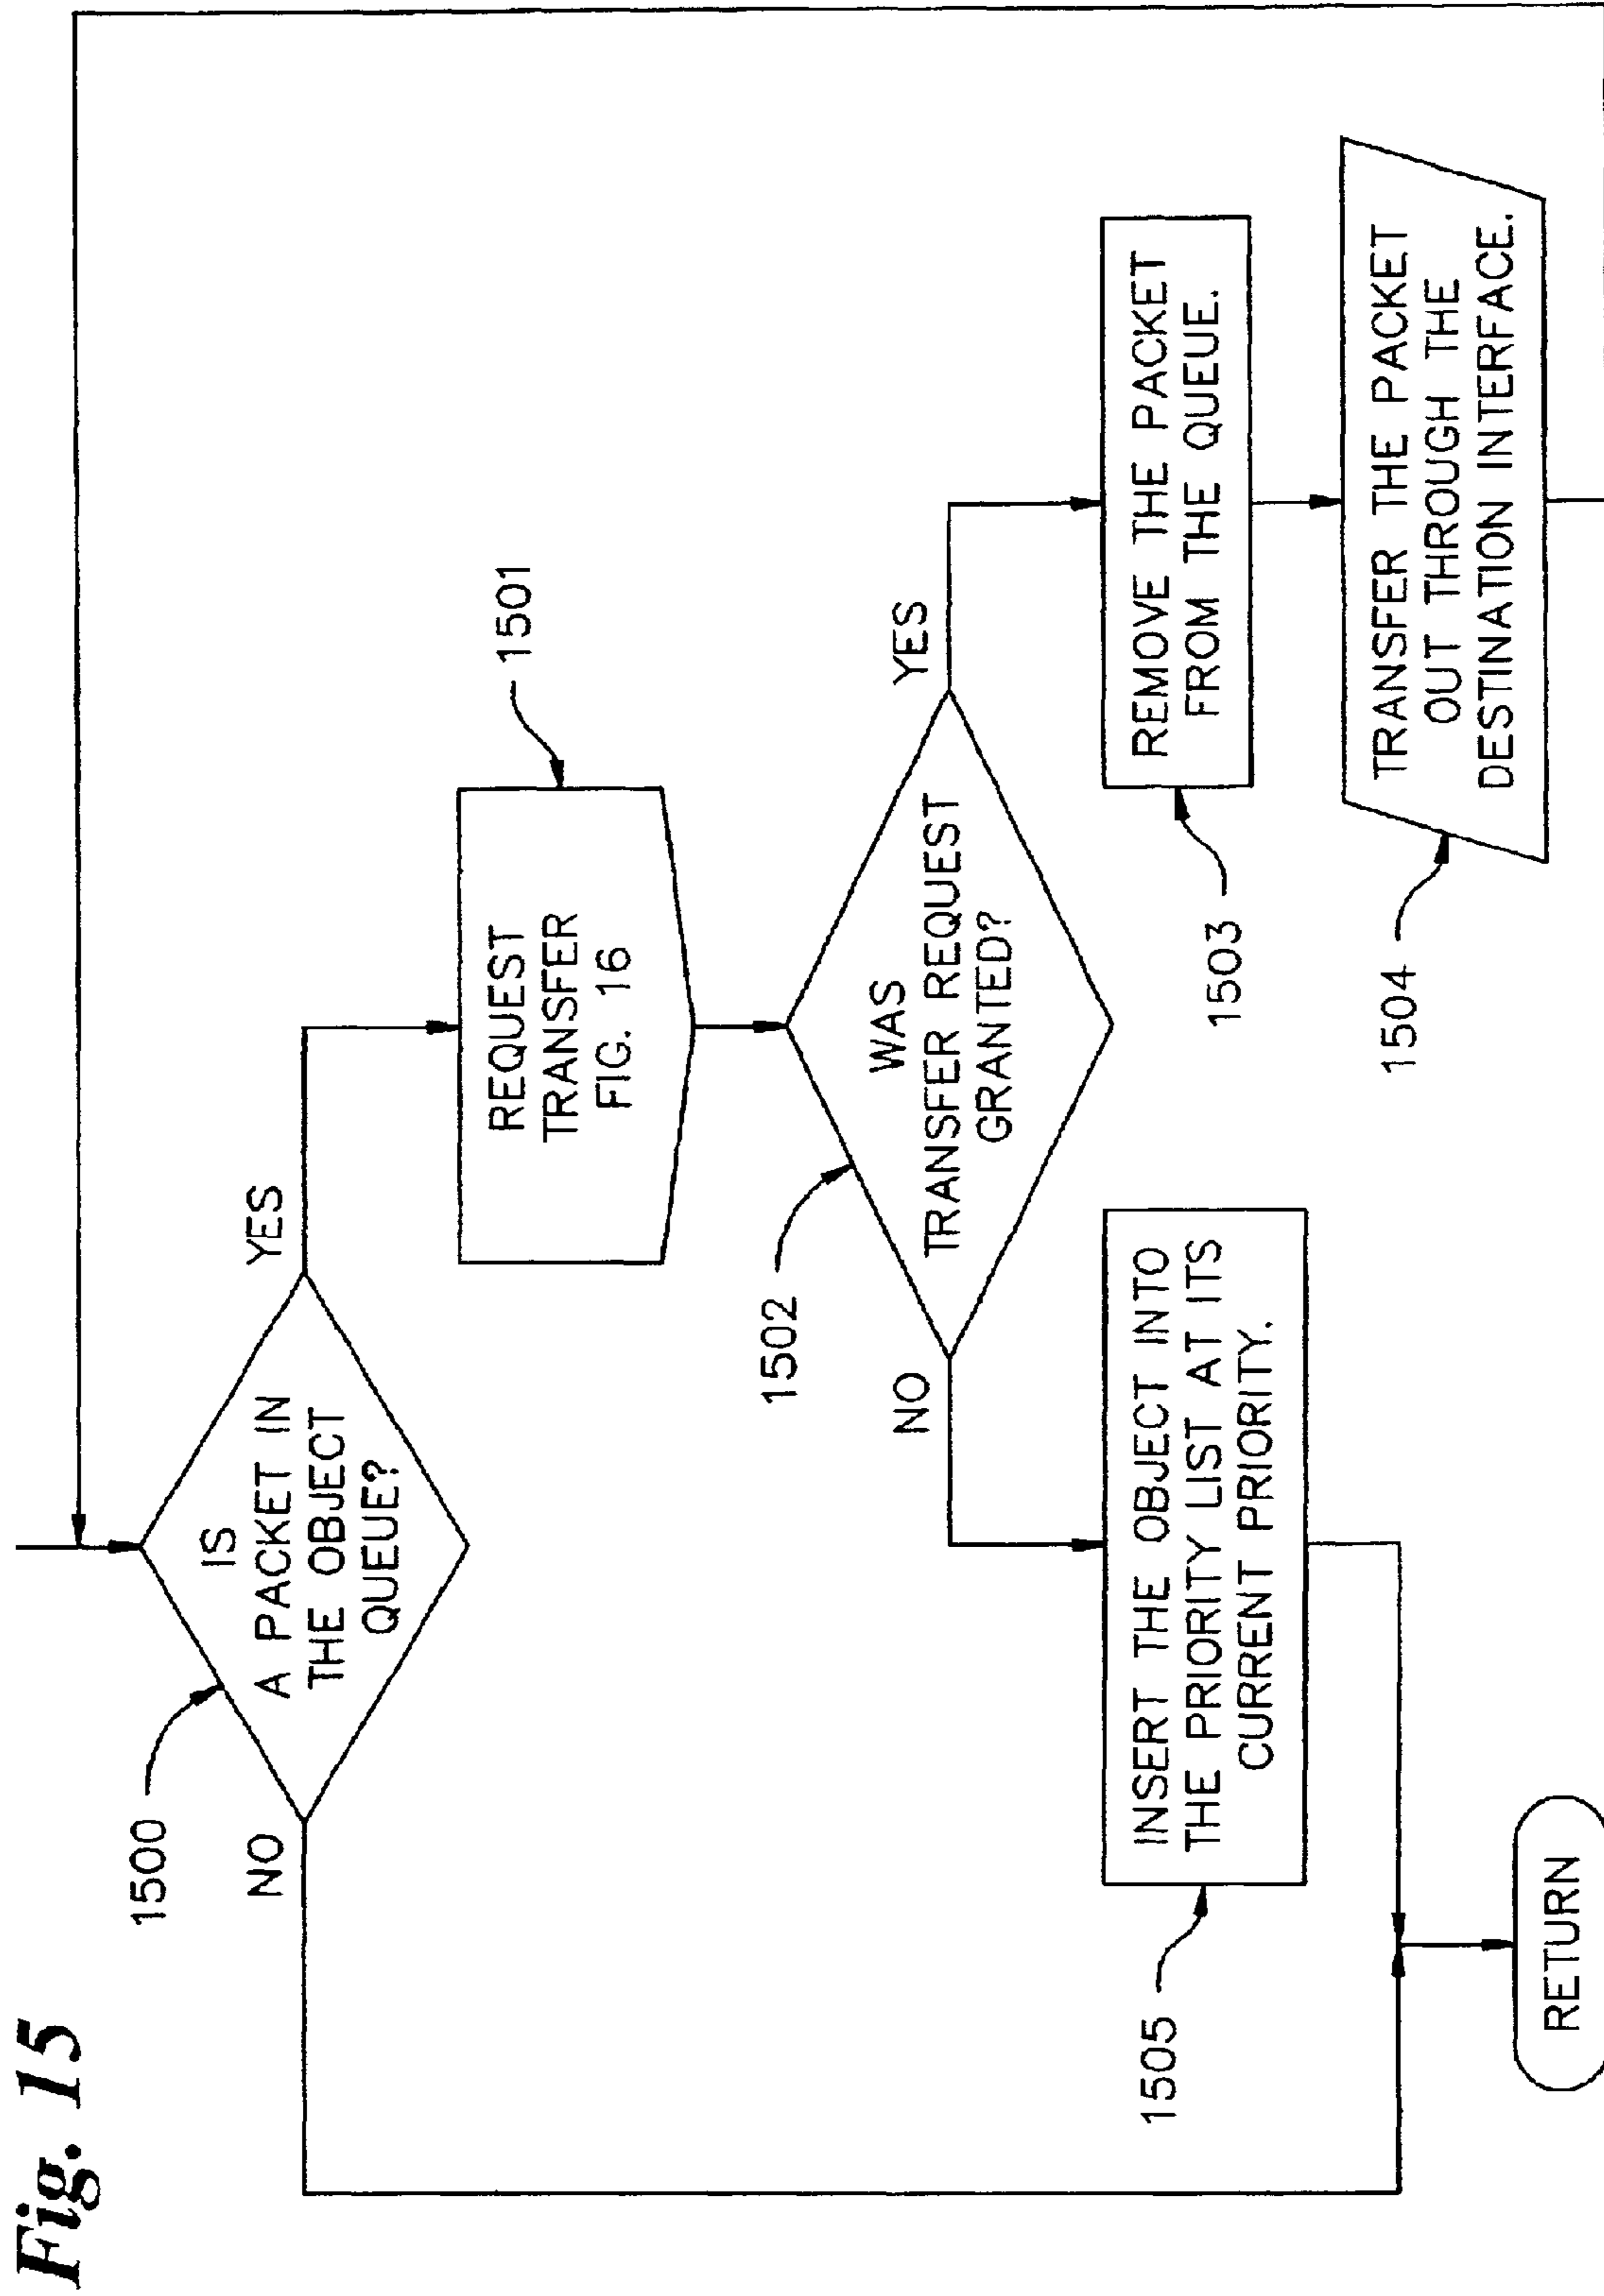 Fig. 15
1500
IS
A PACKET IN
THE OBJECT
QUEUE?
NO
YES
REQUEST
TRANSFER
FIG. 16
1501
1502
WAS
TRANSFER REQUEST
GRANTED?
NO
YES
1505
INSERT THE OBJECT INTO
THE PRIORITY LIST AT ITS
CURRENT PRIORITY.
1503
REMOVE THE PACKET
FROM THE QUEUE.
1504
TRANSFER THE PACKET
OUT THROUGH THE
DESTINATION INTERFACE.
RETURN